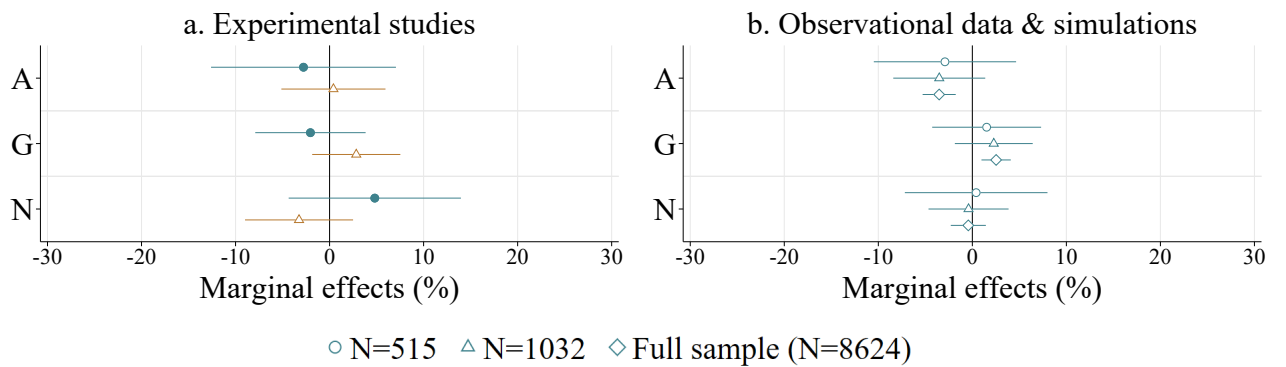 a. Experimental studies
A
G
N
-30 -20 -10 0 10 20 30
Marginal effects (%)
b. Observational data & simulations
A
G
N
-30 -20 -10 0 10 20 30
Marginal effects (%)
N=515 N=1032 Full sample (N=8624)